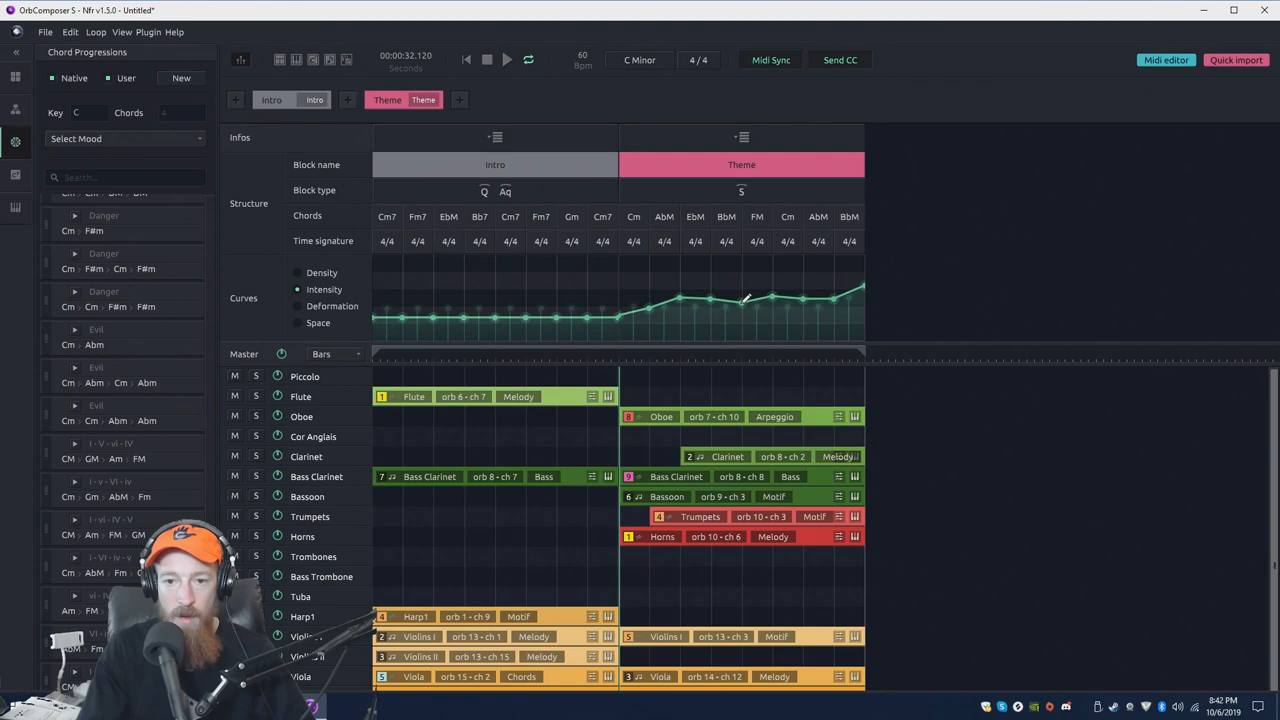 OrbComposer S - Nfr v1.5.0 - Default*
File Edit Loop View Plugin Help
Chord Progressions
Native User New
Key C Chords 4
Select Mood
Search...
Danger
Cm > F#m
Danger
Cm > F#m > Cm > F#m
Danger
Cm > F#m > Cm > F#m
Evil
Cm > Abm
Evil
Cm > Abm > Cm > Abm
Evil
Cm > Cm > Abm > Abm
I - V - vi - IV
CM > GM > Am > FM
Cm > Gm > Abm > Fm
Am > FM
00:00:32.120
Seconds
60
Bpm
C Minor
4 / 4
Midi Sync
Send CC
Midi editor
Quick import
+ Intro Intro + Theme Theme +
Infos
Structure
Block name Intro Theme
Block type Q Aq S
Chords Cm7 Fm7 EbM Bb7 Cm7 Fm7 Gm Cm7 Cm AbM EbM BbM FM Cm AbM BbM
Time signature 4/4 4/4 4/4 4/4 4/4 4/4 4/4 4/4 4/4 4/4 4/4 4/4 4/4 4/4 4/4 4/4
Curves
Density
Intensity
Deformation
Space
Master Bars
M S Piccolo
M S Flute 1 Flute orb 6 - ch 7 Melody
M S Oboe 8 Oboe orb 7 - ch 10 Arpeggio
M S Cor Anglais
M S Clarinet 2 Clarinet orb 8 - ch 2 Melody
M S Bass Clarinet 7 Bass Clarinet orb 8 - ch 7 Bass 9 Bass Clarinet orb 8 - ch 8 Bass
M S Bassoon 6 Bassoon orb 9 - ch 3 Motif
M S Trumpets 4 Trumpets orb 10 - ch 3 Motif
M S Horns 1 Horns orb 10 - ch 6 Melody
M S Trombones
M S Bass Trombone
M S Tuba
M S Harp1 4 Harp1 orb 1 - ch 9 Motif
M S 2 Violins I orb 13 - ch 1 Melody 5 Violins I orb 13 - ch 3 Motif
3 Violins II orb 13 - ch 15 Melody
Viola 5 Viola orb 15 - ch 2 Chords 3 Viola orb 14 - ch 12 Melody
8:42 PM
10/6/2019